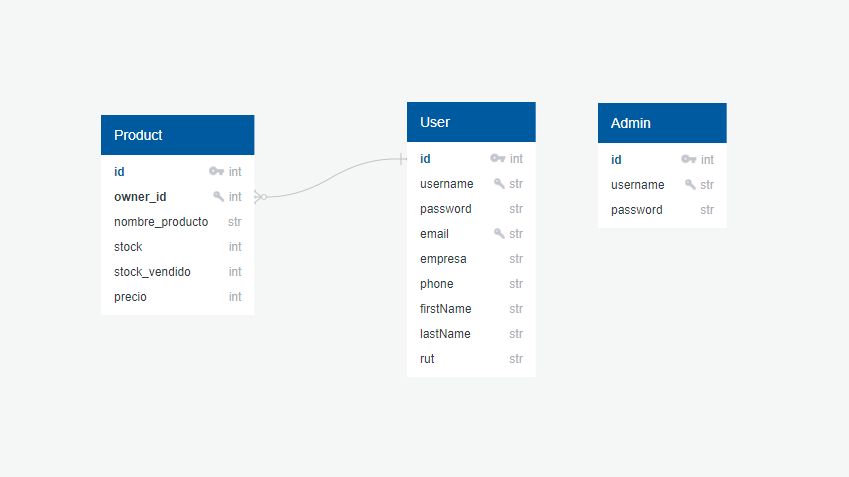 Product
id int
owner_id int
nombre_producto str
stock int
stock_vendido int
precio int
User
id int
username str
password str
email str
empresa str
phone str
firstName str
lastName str
rut str
Admin
id int
username str
password str